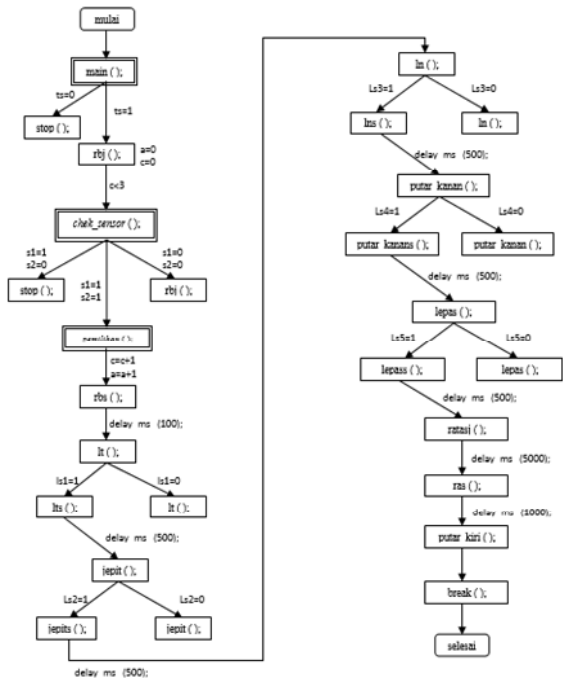 mulai
main ( );
ts=0
ts=1
stop ( );
rbj ( );
a=0
c=0
c<3
chek_sensor ( );
s1=1
s2=0
s1=1
s2=1
s1=0
s2=0
stop ( );
rbj ( );
c=c+1
a=a+1
rbs ( );
delay ms (100);
lt ( );
ls1=1
ls1=0
lts ( );
lt ( );
delay ms (500);
jepit ( );
Ls2=1
Ls2=0
jepits ( );
jepit ( );
delay ms (500);
ln ( );
Ls3=1
Ls3=0
lns ( );
ln ( );
delay ms (500);
putar kanan ( );
Ls4=1
Ls4=0
putar kanans ( );
putar kanan ( );
delay ms (500);
lepas ( );
Ls5=1
Ls5=0
lepass ( );
lepas ( );
delay ms (500);
ratasj ( );
delay ms (5000);
ras ( );
delay ms (1000);
putar kiri ( );
break ( );
selesai